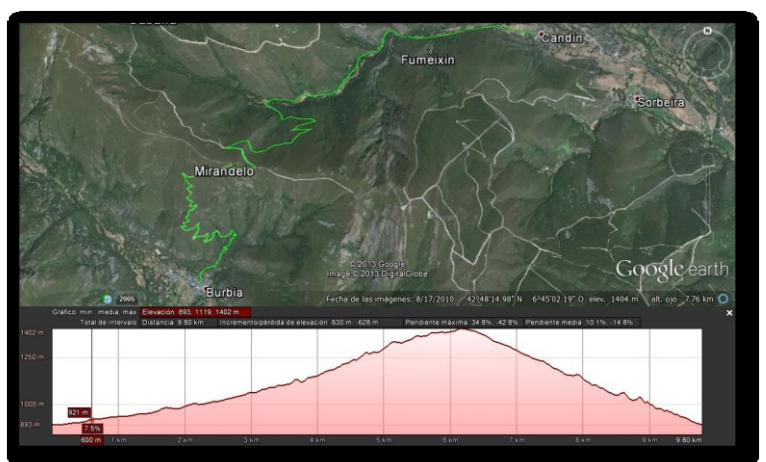 Candín
Fumeixín
Sorbeira
Mirandelo
Burbia
N
© 2013 Google
Image © 2013 DigitalGlobe
Google earth
2005
Fecha de las imágenes: 8/17/2010 42°48'14.98" N 6°45'02.19" O elev. 1404 m alt. ojo 7.76 km
Gráfico: mín., media, máx. Elevación: 893, 1119, 1402 m
Total de intervalo: Distancia: 9.80 km Incremento/pérdida de elevación: 630 m, -628 m Pendiente máxima: 34.8%, -42.8% Pendiente media: 10.1%, -14.8%
1402 m
1250 m
1000 m
893 m
921 m
7.5%
600 m 1 km 2 km 3 km 4 km 5 km 6 km 7 km 8 km 9 km 9.80 km